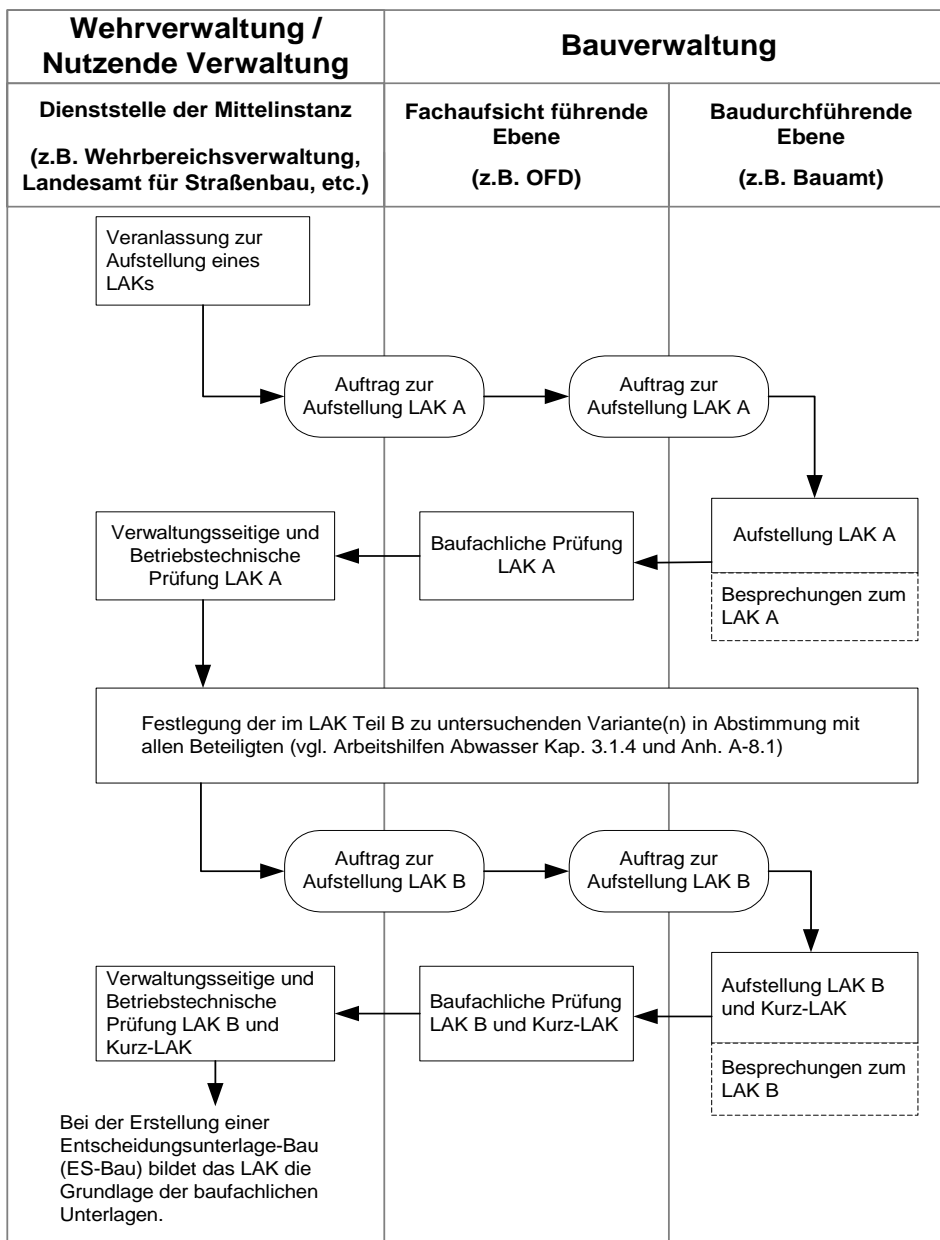 Wehrverwaltung /
Nutzende Verwaltung
Bauverwaltung
Dienststelle der Mittelinstanz
(z.B. Wehrbereichsverwaltung,
Landesamt für Straßenbau, etc.)
Fachaufsicht führende
Ebene
(z.B. OFD)
Baudurchführende
Ebene
(z.B. Bauamt)
Veranlassung zur
Aufstellung eines
LAKs
Auftrag zur
Aufstellung LAK A
Auftrag zur
Aufstellung LAK A
Verwaltungsseitige und
Betriebstechnische
Prüfung LAK A
Baufachliche Prüfung
LAK A
Aufstellung LAK A
Besprechungen zum
LAK A
Festlegung der im LAK Teil B zu untersuchenden Variante(n) in Abstimmung mit
allen Beteiligten (vgl. Arbeitshilfen Abwasser Kap. 3.1.4 und Anh. A-8.1)
Auftrag zur
Aufstellung LAK B
Auftrag zur
Aufstellung LAK B
Verwaltungsseitige und
Betriebstechnische
Prüfung LAK B und
Kurz-LAK
Baufachliche Prüfung
LAK B und Kurz-LAK
Aufstellung LAK B
und Kurz-LAK
Besprechungen zum
LAK B
Bei der Erstellung einer
Entscheidungsunterlage-Bau
(ES-Bau) bildet das LAK die
Grundlage der baufachlichen
Unterlagen.